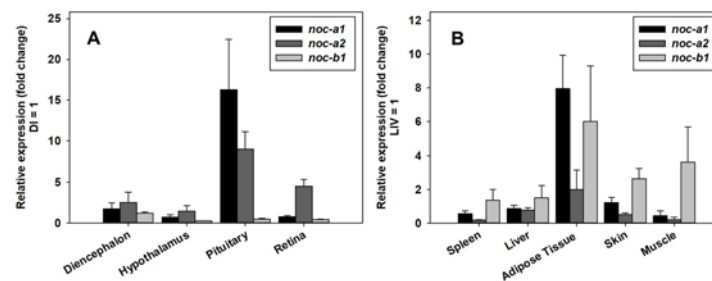 A
noc-a1
noc-a2
noc-b1
Relative expression (fold change)
DI = 1
25
20
15
10
5
0
Diencephalon
Hypothalamus
Pituitary
Retina
B
noc-a1
noc-a2
noc-b1
Relative expression (fold change)
LIV = 1
12
10
8
6
4
2
0
Spleen
Liver
Adipose Tissue
Skin
Muscle